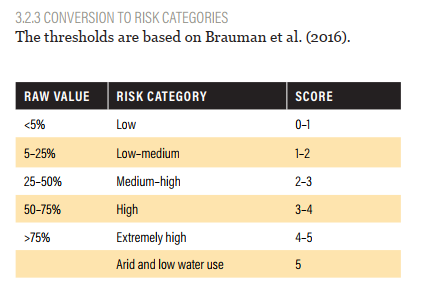 3.2.3 CONVERSION TO RISK CATEGORIES
The thresholds are based on Brauman et al. (2016).
RAW VALUE RISK CATEGORY SCORE
<5% Low 0–1
5–25% Low–medium 1–2
25–50% Medium–high 2–3
50–75% High 3–4
>75% Extremely high 4–5
Arid and low water use 5